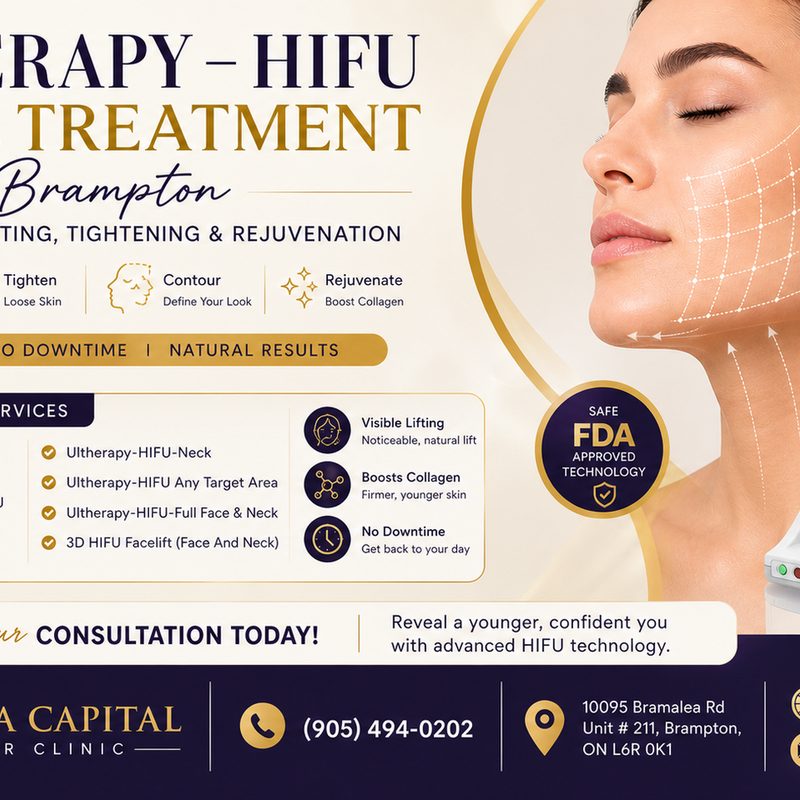 ERAPY – HIFU
TREATMENT
Brampton
TING, TIGHTENING & REJUVENATION
Tighten
Loose Skin
Contour
Define Your Look
Rejuvenate
Boost Collagen
O DOWNTIME | NATURAL RESULTS
RVICES
Ultherapy-HIFU-Neck
Ultherapy-HIFU Any Target Area
Ultherapy-HIFU-Full Face & Neck
3D HIFU Facelift (Face And Neck)
Visible Lifting
Noticeable, natural lift
Boosts Collagen
Firmer, younger skin
No Downtime
Get back to your day
SAFE
FDA
APPROVED
TECHNOLOGY
ur CONSULTATION TODAY!
Reveal a younger, confident you
with advanced HIFU technology.
A CAPITAL
R CLINIC
(905) 494-0202
10095 Bramalea Rd
Unit # 211, Brampton,
ON L6R 0K1